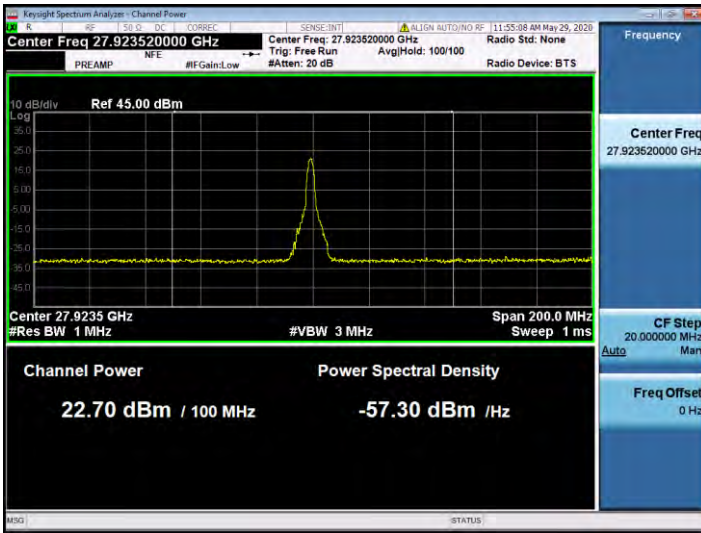 Keysight Spectrum Analyzer - Channel Power
R RF 50 Ω DC CORREC SENSE:INT ALIGN AUTO/NO RF 11:55:08 AM May 29, 2020
Center Freq 27.923520000 GHz
NFE
PREAMP #IFGain:Low
Center Freq: 27.923520000 GHz
Trig: Free Run Avg|Hold: 100/100
#Atten: 20 dB
Radio Std: None
Radio Device: BTS
Frequency
10 dB/div Ref 45.00 dBm
Log
35.0
25.0
15.0
5.00
-5.00
-15.0
-25.0
-35.0
-45.0
Center 27.9235 GHz Span 200.0 MHz
#Res BW 1 MHz #VBW 3 MHz Sweep 1 ms
Center Freq
27.923520000 GHz
CF Step
20.000000 MHz
Auto Man
Freq Offset
0 Hz
Channel Power Power Spectral Density
22.70 dBm / 100 MHz -57.30 dBm /Hz
MSG STATUS